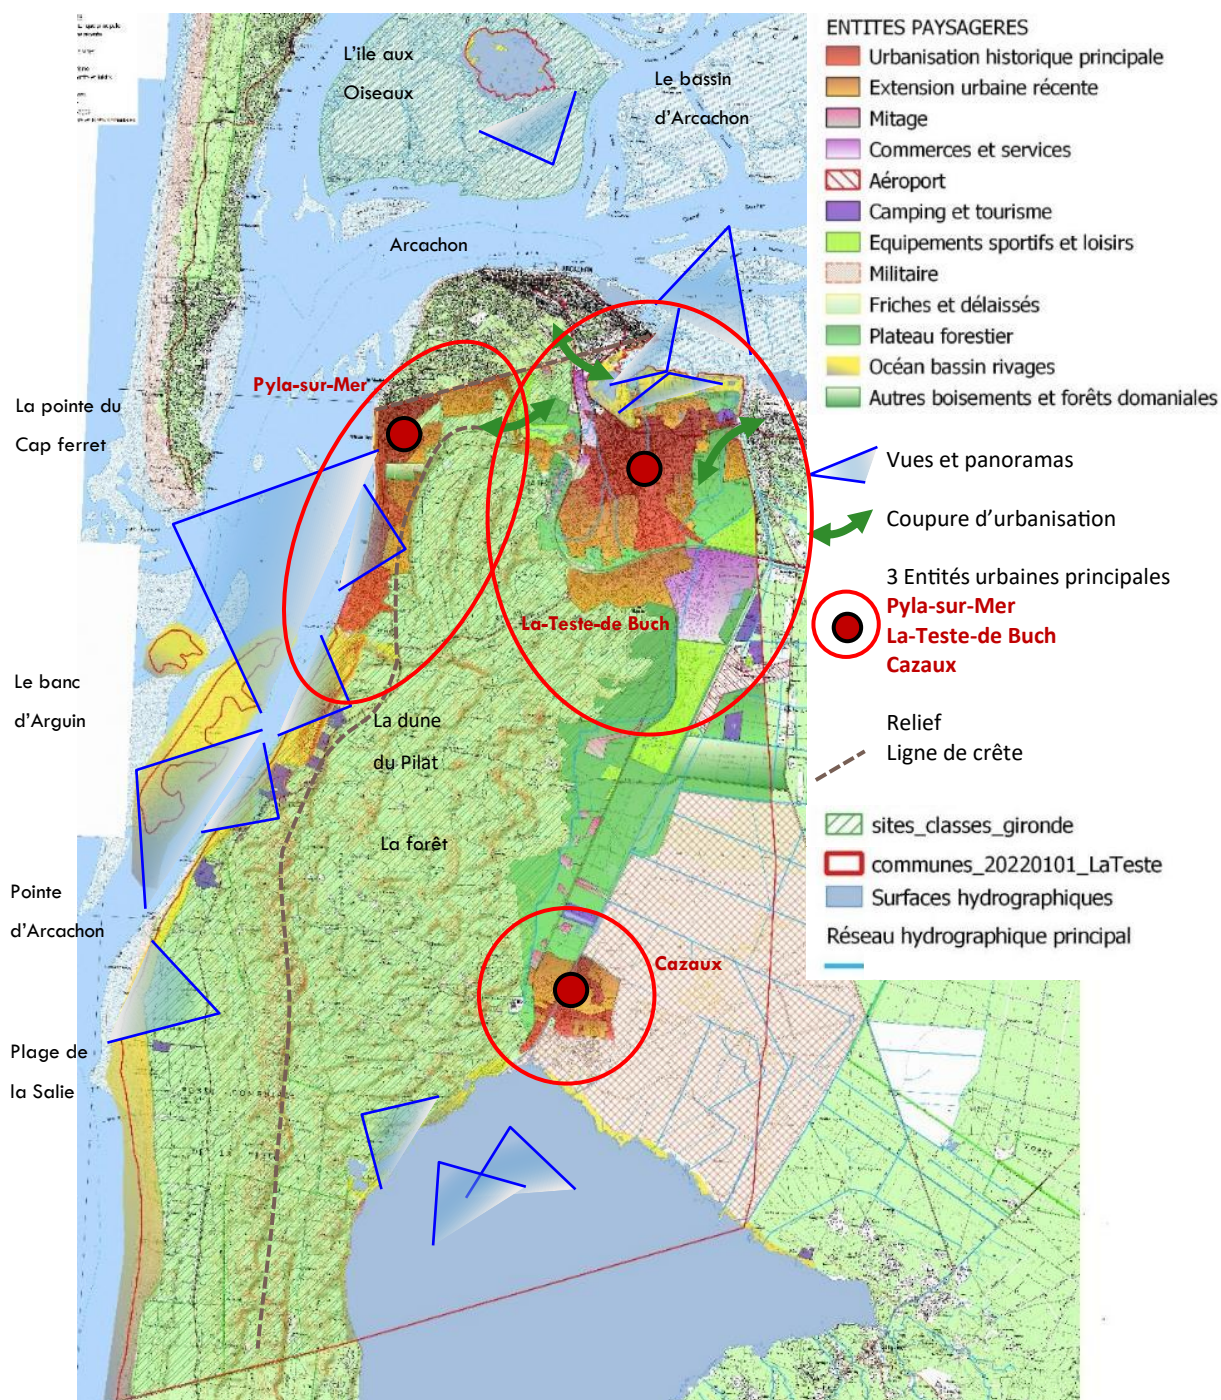 L'ile aux
Oiseaux
Le bassin
d'Arcachon
Arcachon
Pyla-sur-Mer
La pointe du
Cap ferret
La-Teste-de Buch
Le banc
d'Arguin
La dune
du Pilat
La forêt
Pointe
d'Arcachon
Cazaux
Plage de
la Salie
ENTITES PAYSAGERES
Urbanisation historique principale
Extension urbaine récente
Mitage
Commerces et services
Aéroport
Camping et tourisme
Equipements sportifs et loisirs
Militaire
Friches et délaissés
Plateau forestier
Océan bassin rivages
Autres boisements et forêts domaniales
Vues et panoramas
Coupure d'urbanisation
3 Entités urbaines principales
Pyla-sur-Mer
La-Teste-de Buch
Cazaux
Relief
Ligne de crête
sites_classes_gironde
communes_20220101_LaTeste
Surfaces hydrographiques
Réseau hydrographique principal